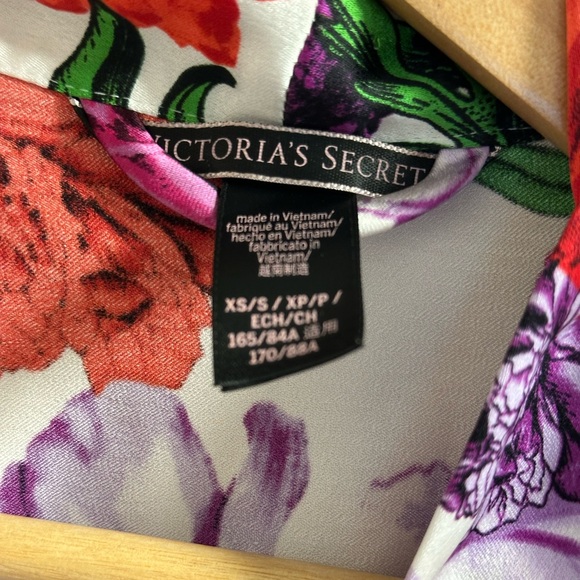 VICTORIA'S SECRET
made in Vietnam/
fabriqué au Vietnam/
hecho en Vietnam/
fabbricato in
Vietnam/
越南制造
XS/S / XP/P /
ECH/CH
165/84A 适用
170/88A